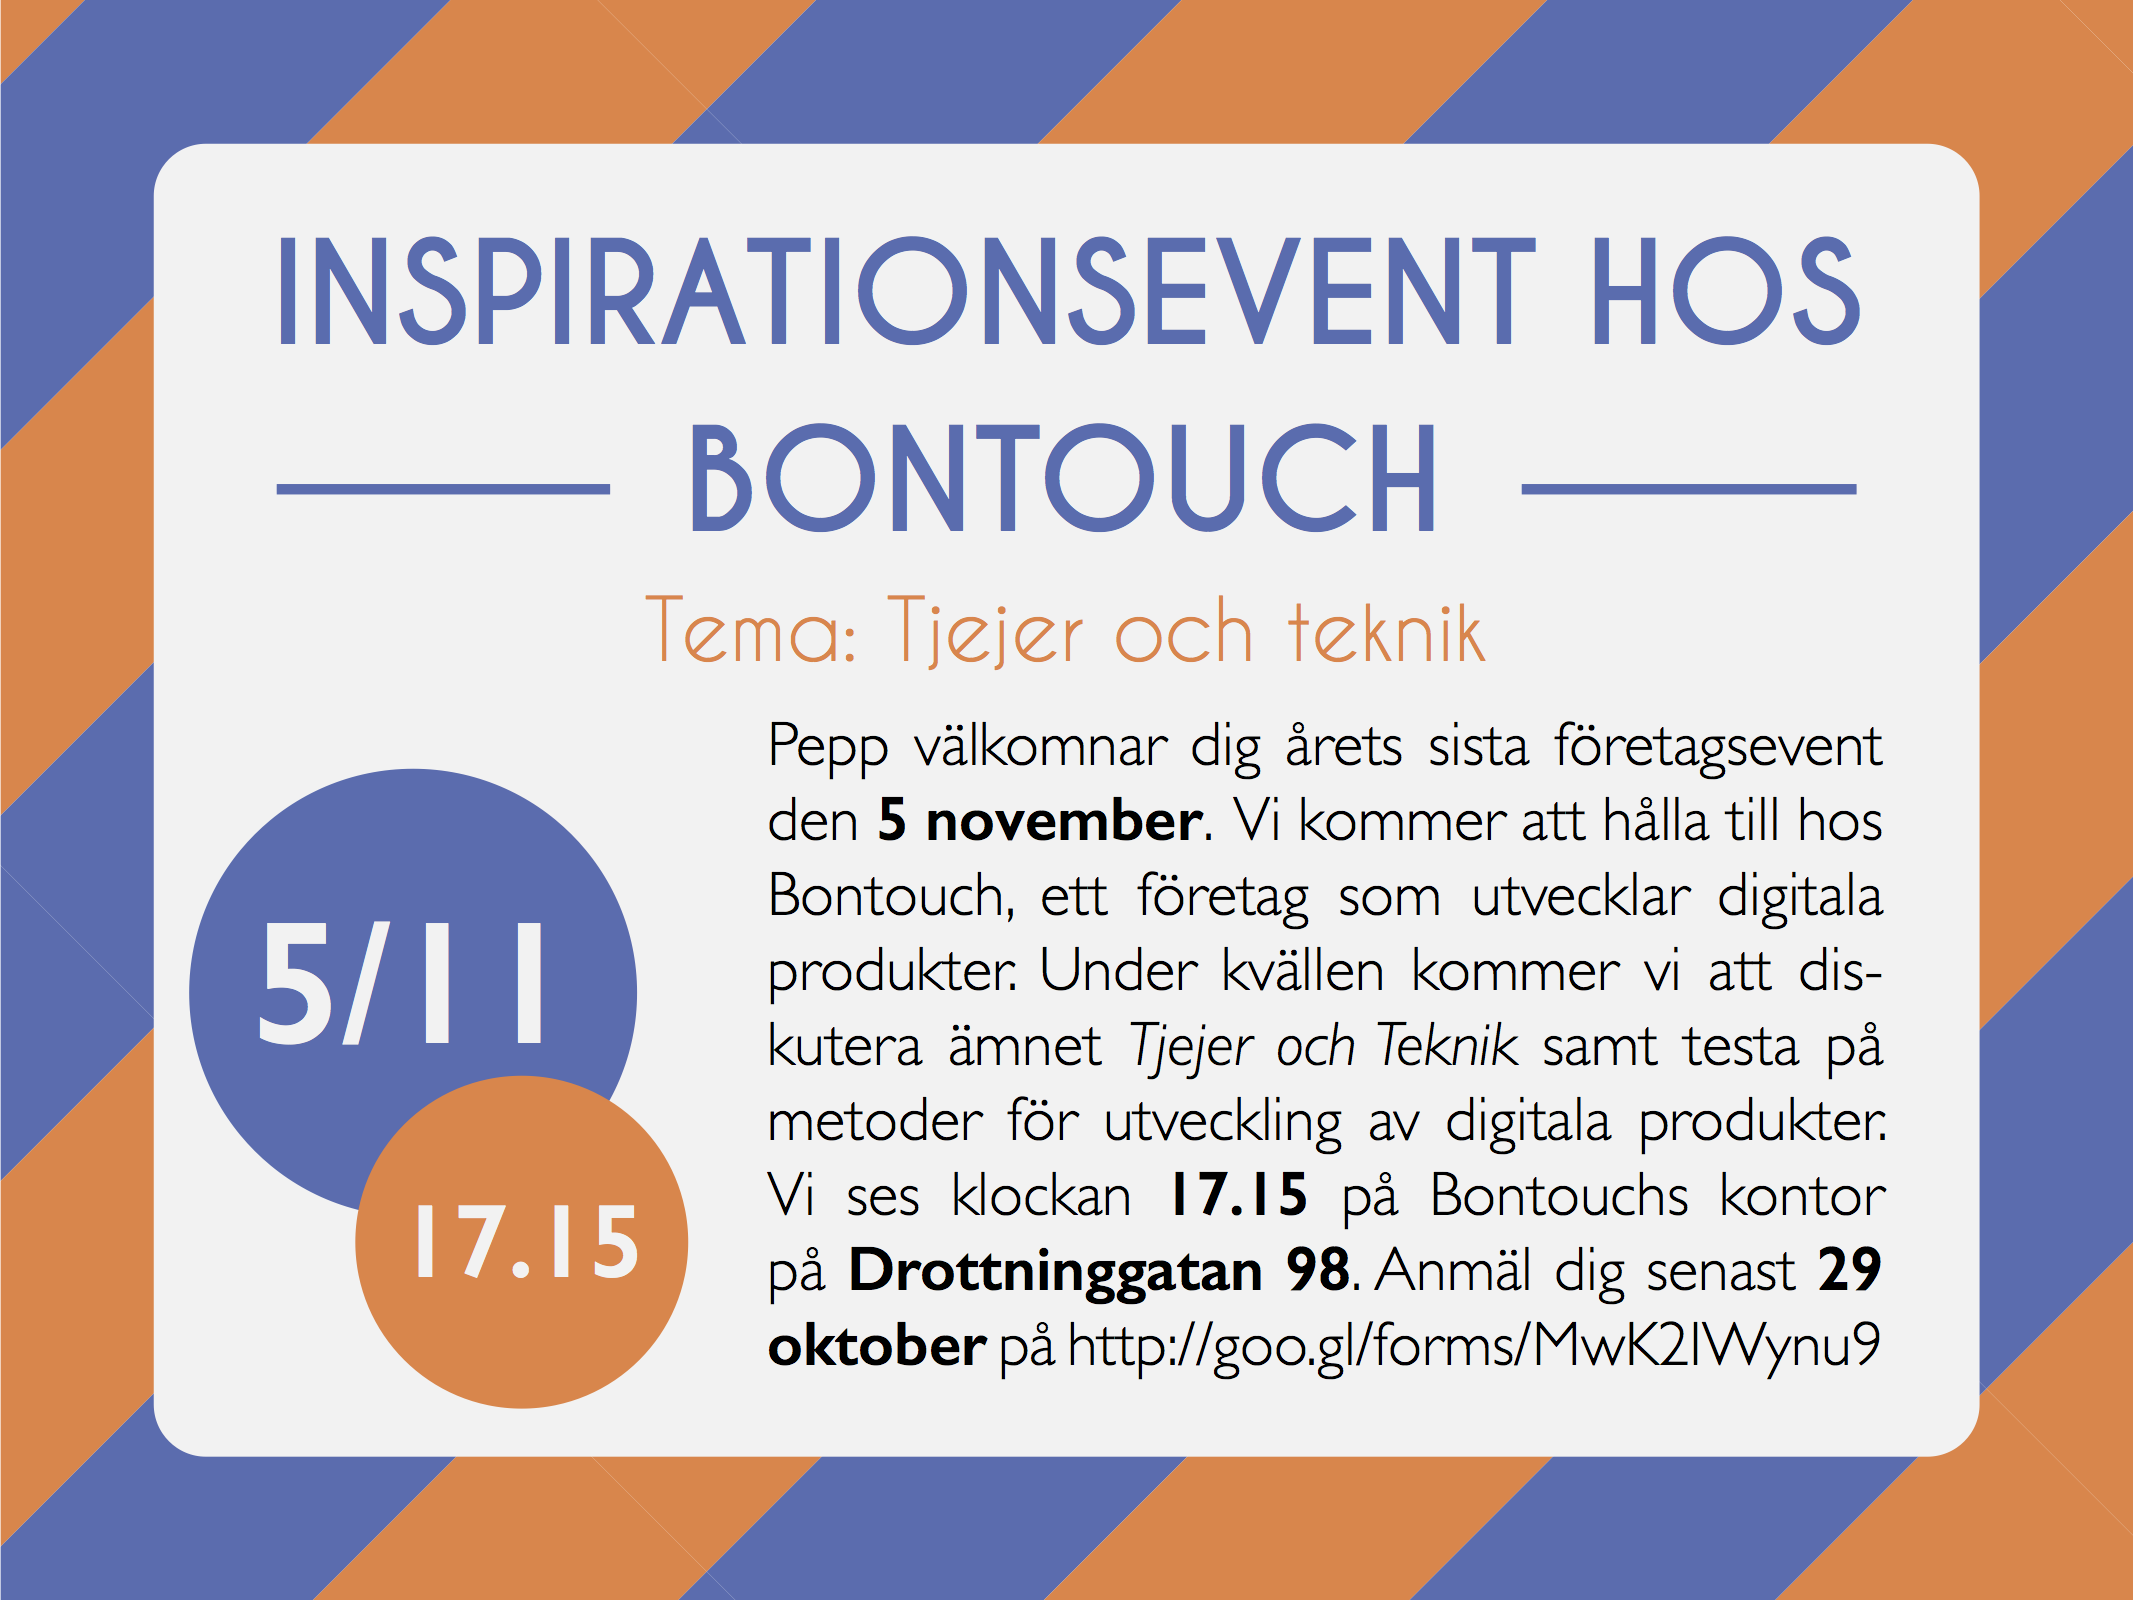 INSPIRATIONSEVENT HOS
BONTOUCH
Tema: Tjejer och teknik
5/11
17.15
Pepp välkomnar dig årets sista företagsevent
den 5 november. Vi kommer att hålla till hos
Bontouch, ett företag som utvecklar digitala
produkter. Under kvällen kommer vi att dis-
kutera ämnet Tjejer och Teknik samt testa på
metoder för utveckling av digitala produkter.
Vi ses klockan 17.15 på Bontouchs kontor
på Drottninggatan 98. Anmäl dig senast 29
oktober på http://goo.gl/forms/MwK2IWynu9